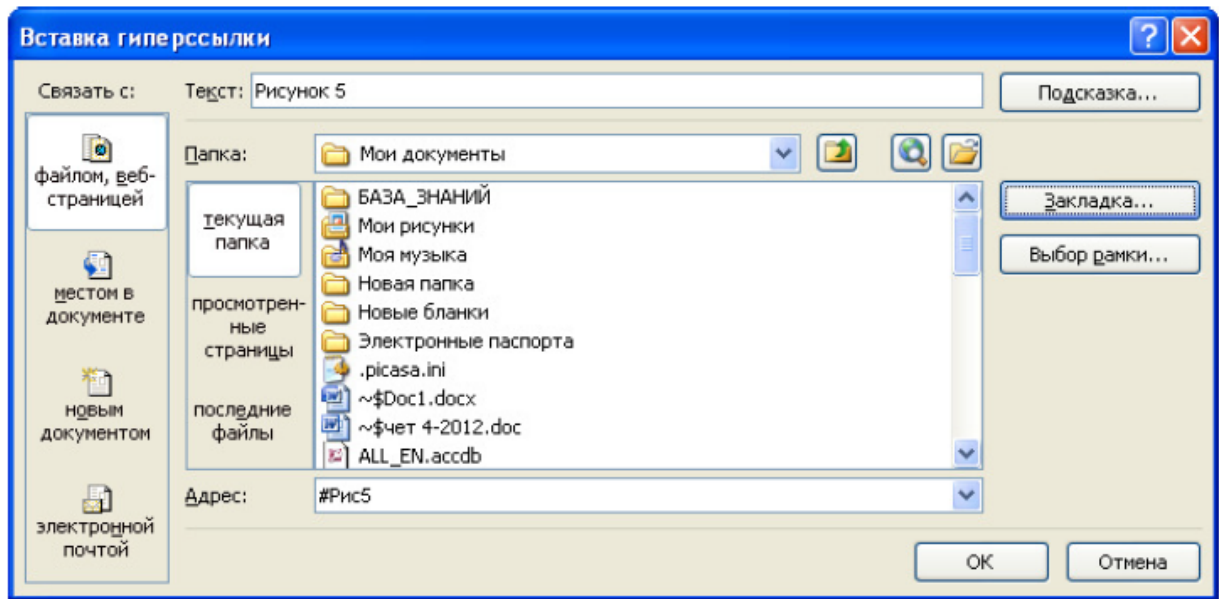 Вставка гиперссылки
Связать с:
Текст: Рисунок 5
Подсказка...
файлом, веб-
страницей
местом в
документе
новым
документом
электронной
почтой
Папка: Мои документы
текущая
папка
просмотрен-
ные
страницы
последние
файлы
БАЗА_ЗНАНИЙ
Мои рисунки
Моя музыка
Новая папка
Новые бланки
Электронные паспорта
.picasa.ini
~$Doc1.docx
~$чет 4-2012.doc
ALL_EN.accdb
Закладка...
Выбор рамки...
Адрес: #Рис5
ОК
Отмена